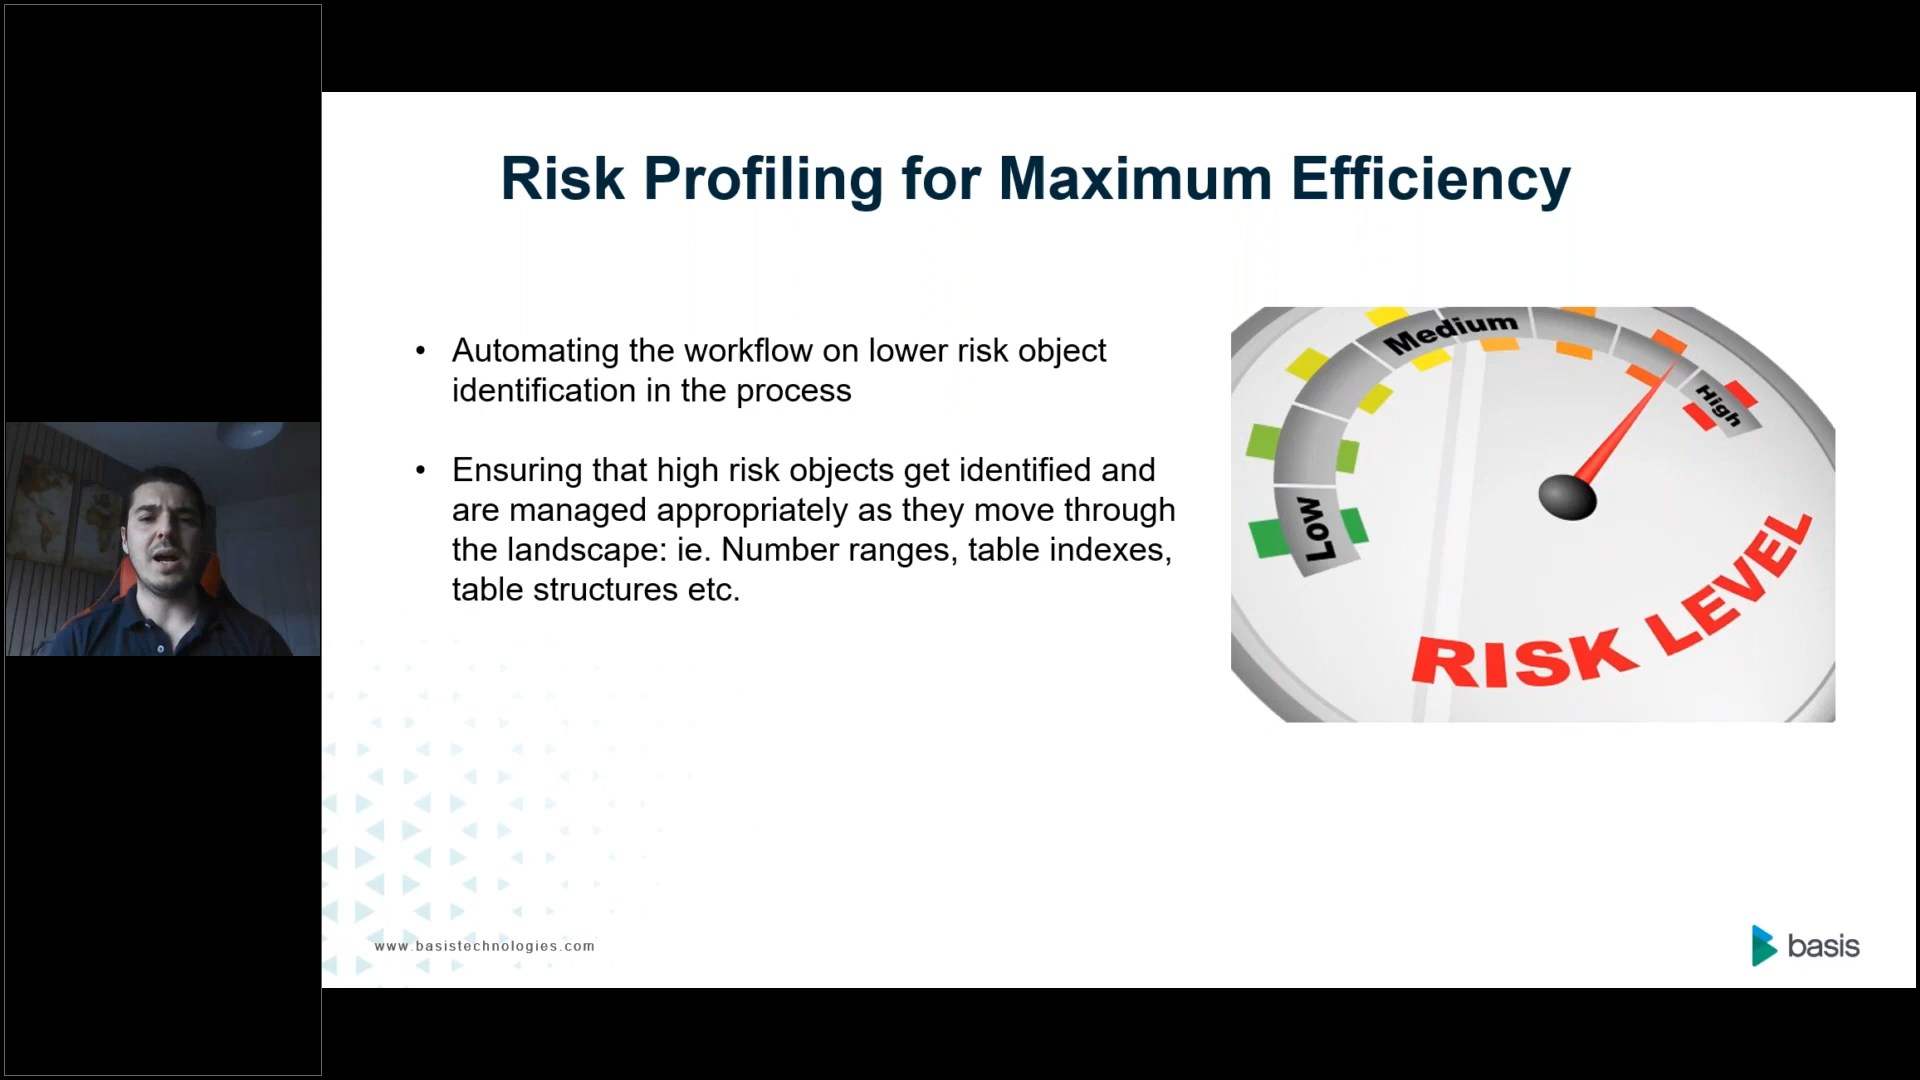 Risk Profiling for Maximum Efficiency
• Automating the workflow on lower risk object
identification in the process
• Ensuring that high risk objects get identified and
are managed appropriately as they move through
the landscape: ie. Number ranges, table indexes,
table structures etc.
Low
Medium
High
RISK LEVEL
www.basistechnologies.com
basis